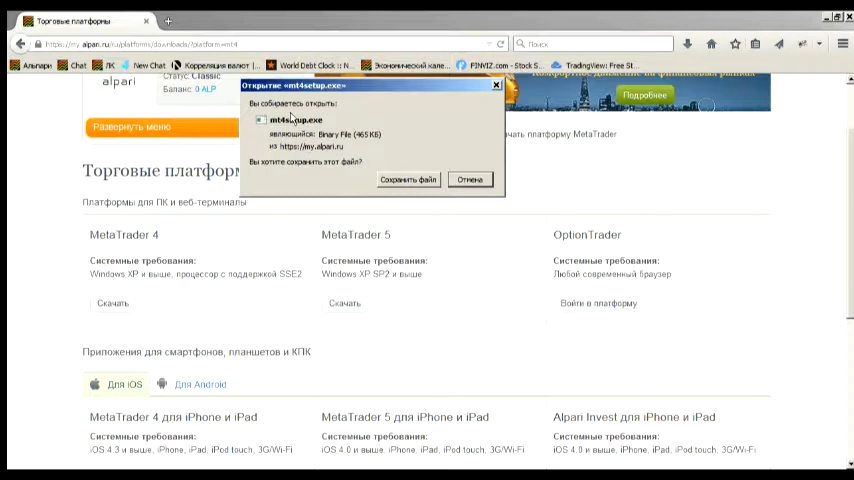 Торговые платформы
https://my.alpari.ru/ru/platforms/downloads/?platform=mt4
Поиск
Альпари
Chat
ЛК
New Chat
Корреляция валют |...
World Debt Clock :: N...
Экономический кале...
FINVIZ.com - Stock S...
TradingView: Free St...
alpari
Статус: Classic
Баланс: 0 ALP
Подробнее
Развернуть меню
Открытие «mt4setup.exe»
Вы собираетесь открыть:
mt4setup.exe
являющийся: Binary File (465 КБ)
из https://my.alpari.ru
Вы хотите сохранить этот файл?
Сохранить файл
Отмена
качать платформу MetaTrader
Торговые платфор
Платформы для ПК и веб-терминалы
MetaTrader 4
MetaTrader 5
OptionTrader
Системные требования:
Системные требования:
Системные требования:
Windows XP и выше, процессор с поддержкой SSE2
Windows XP SP2 и выше
Любой современный браузер
Скачать
Скачать
Войти в платформу
Приложения для смартфонов, планшетов и КПК
Для iOS
Для Android
MetaTrader 4 для iPhone и iPad
MetaTrader 5 для iPhone и iPad
Alpari Invest для iPhone и iPad
Системные требования:
Системные требования:
Системные требования:
iOS 4.3 и выше, iPhone, iPad, iPod touch, 3G/Wi-Fi
iOS 4.0 и выше, iPhone, iPad, iPod touch, 3G/Wi-Fi
iOS 4.0 и выше, iPhone, iPad, iPod touch, 3G/Wi-Fi